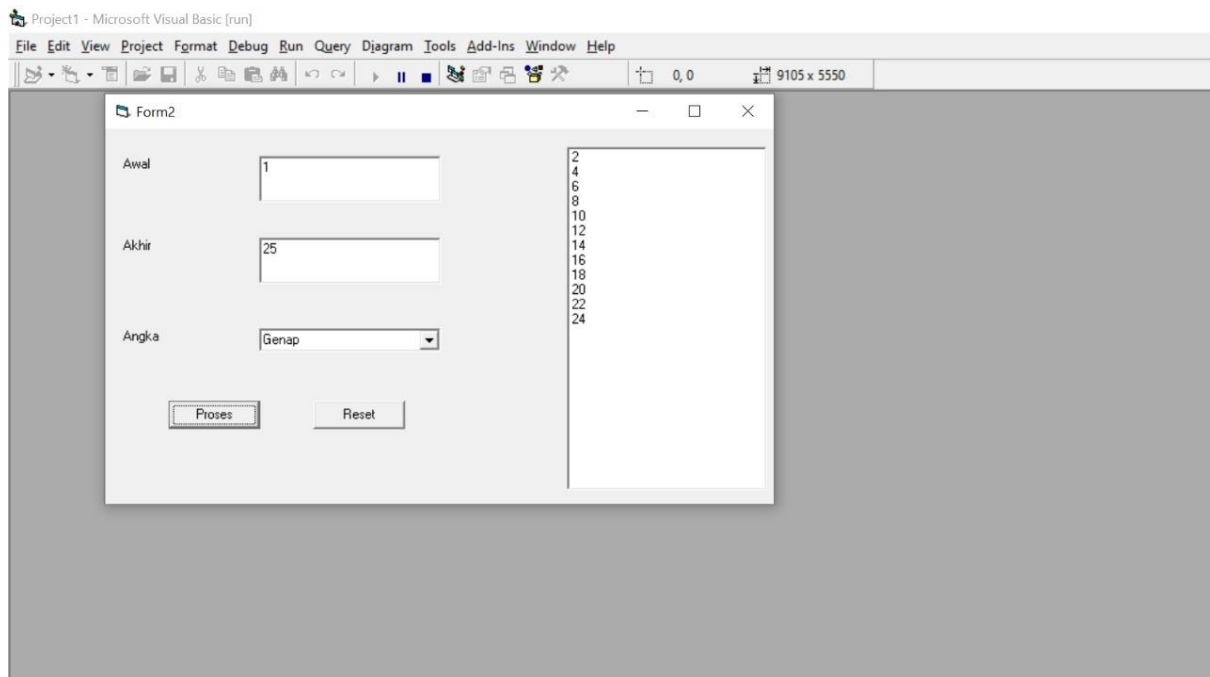 Project1 - Microsoft Visual Basic [run]
File Edit View Project Format Debug Run Query Diagram Tools Add-Ins Window Help
0, 0 9105 x 5550
Form2
Awal 1
Akhir 25
Angka Genap
Proses Reset
2
4
6
8
10
12
14
16
18
20
22
24